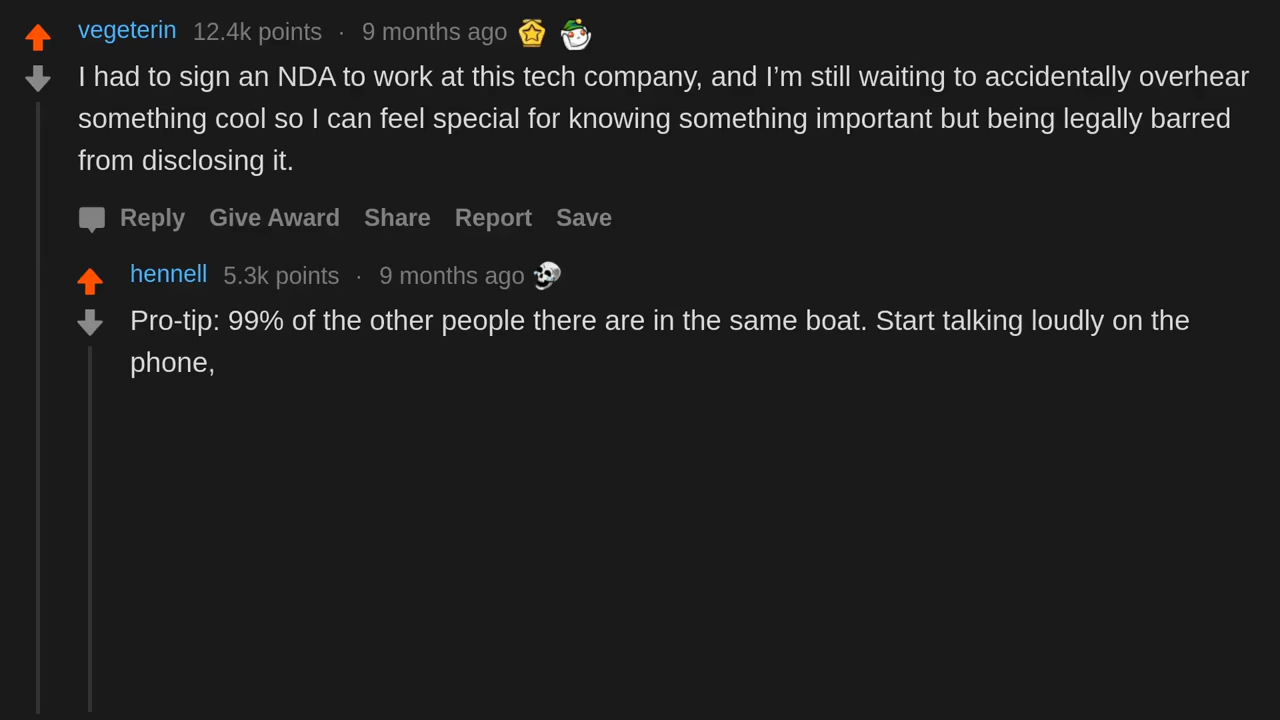 vegeterin 12.4k points · 9 months ago
I had to sign an NDA to work at this tech company, and I’m still waiting to accidentally overhear
something cool so I can feel special for knowing something important but being legally barred
from disclosing it.
Reply Give Award Share Report Save
hennell 5.3k points · 9 months ago
Pro-tip: 99% of the other people there are in the same boat. Start talking loudly on the
phone,